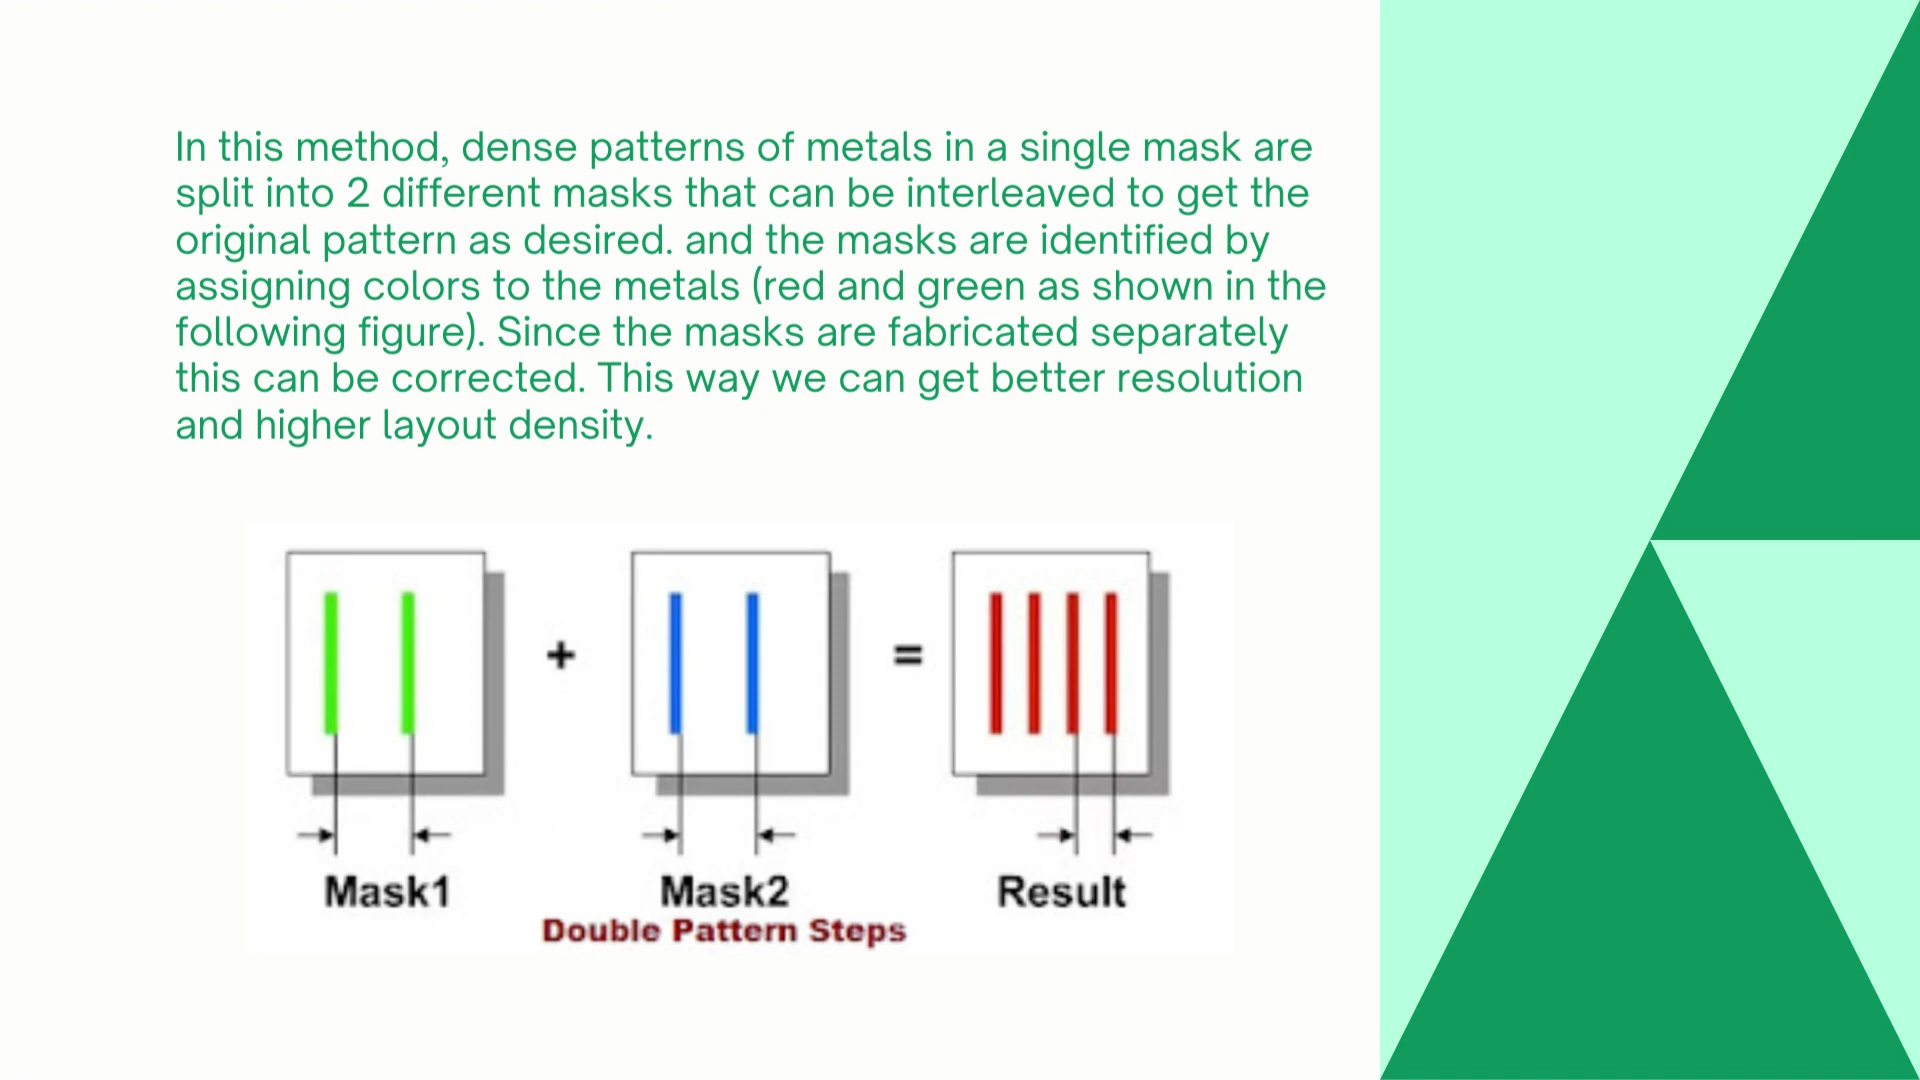 In this method, dense patterns of metals in a single mask are
split into 2 different masks that can be interleaved to get the
original pattern as desired. and the masks are identified by
assigning colors to the metals (red and green as shown in the
following figure). Since the masks are fabricated separately
this can be corrected. This way we can get better resolution
and higher layout density.
+
=
Mask1
Mask2
Result
Double Pattern Steps